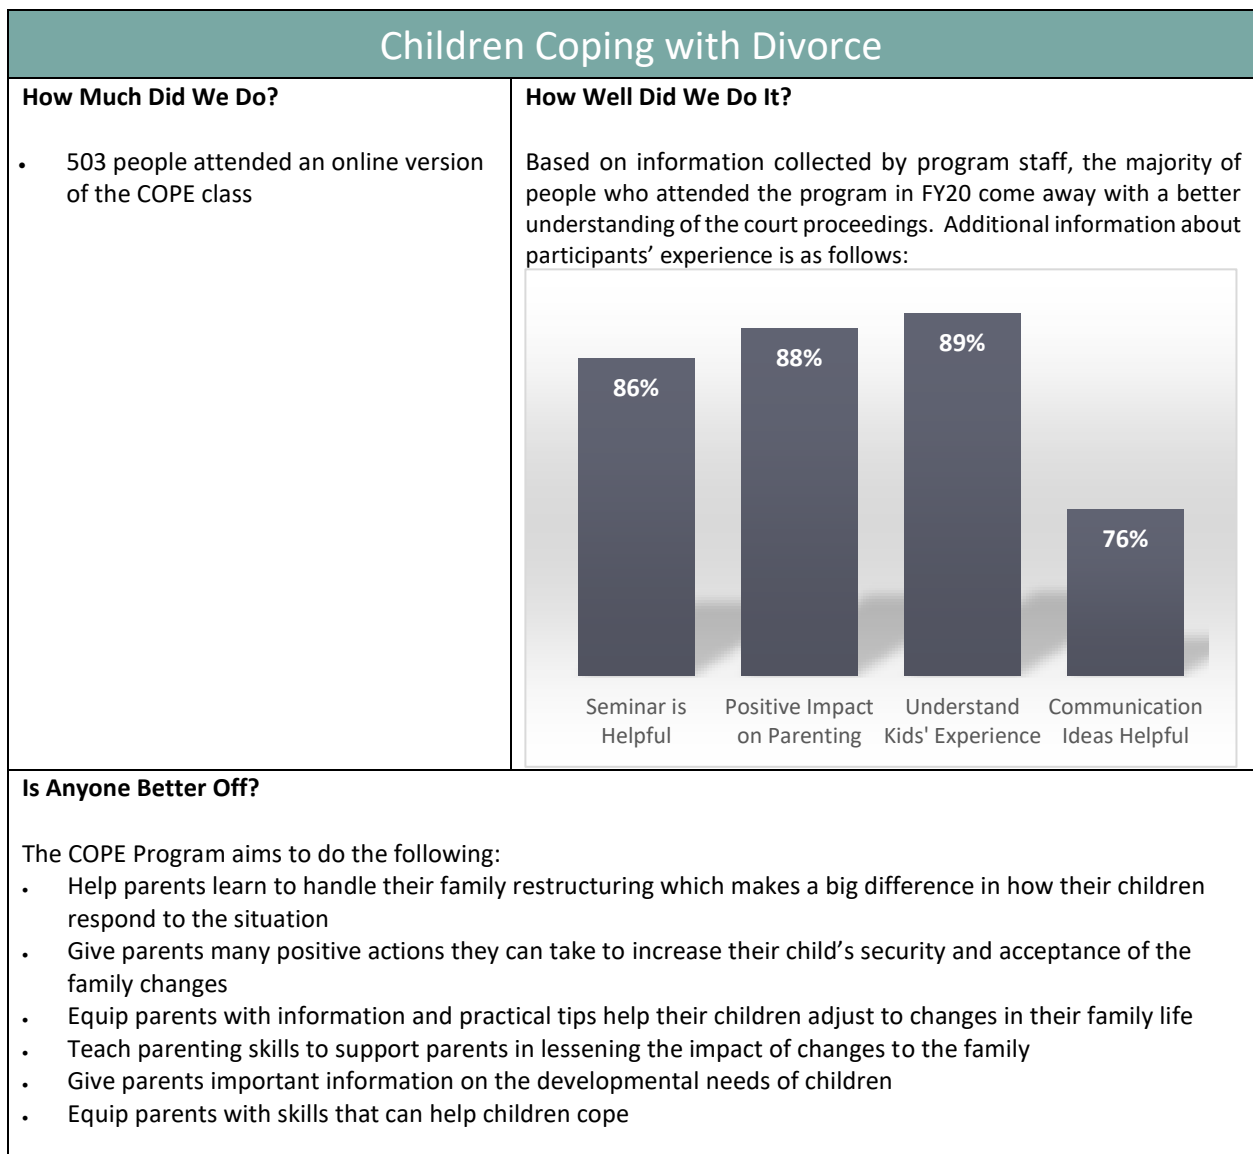 Children Coping with Divorce
How Much Did We Do?
• 503 people attended an online version
of the COPE class
How Well Did We Do It?
Based on information collected by program staff, the majority of
people who attended the program in FY20 come away with a better
understanding of the court proceedings. Additional information about
participants’ experience is as follows:
86%
88%
89%
76%
Seminar is
Helpful
Positive Impact
on Parenting
Understand
Kids' Experience
Communication
Ideas Helpful
Is Anyone Better Off?
The COPE Program aims to do the following:
• Help parents learn to handle their family restructuring which makes a big difference in how their children
respond to the situation
• Give parents many positive actions they can take to increase their child’s security and acceptance of the
family changes
• Equip parents with information and practical tips help their children adjust to changes in their family life
• Teach parenting skills to support parents in lessening the impact of changes to the family
• Give parents important information on the developmental needs of children
• Equip parents with skills that can help children cope